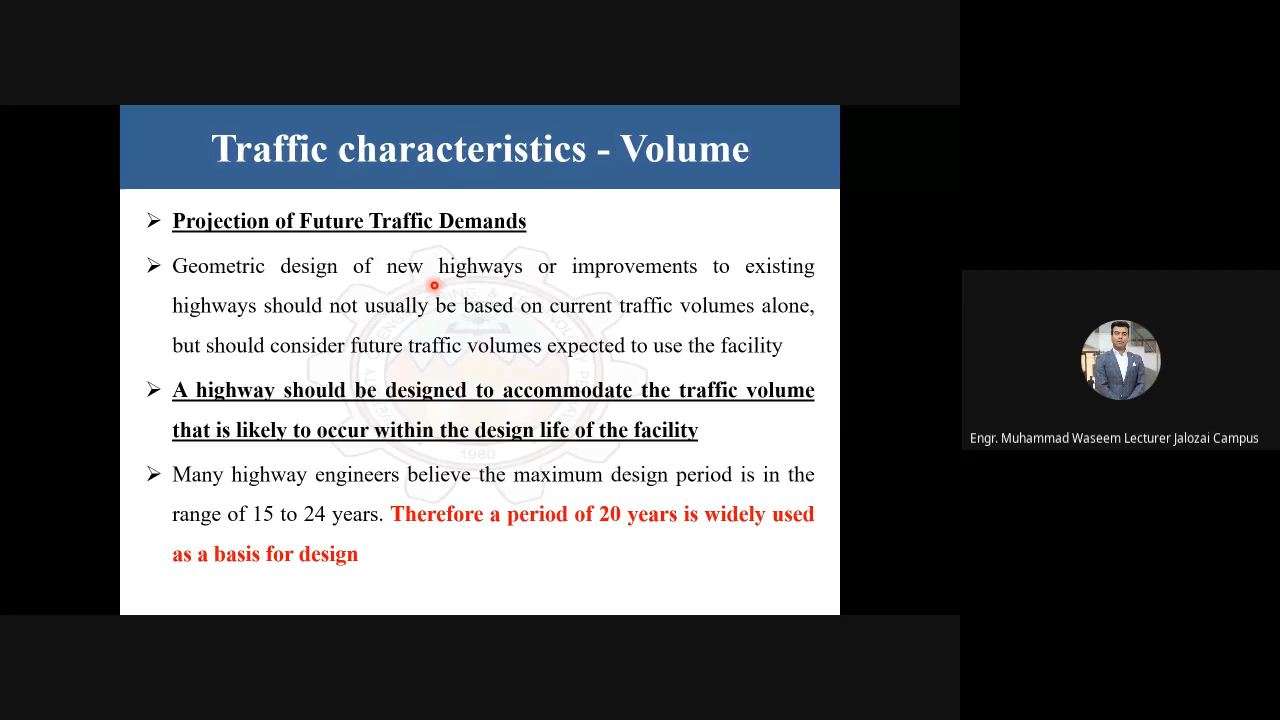 Traffic characteristics - Volume
➢ Projection of Future Traffic Demands
➢ Geometric design of new highways or improvements to existing
highways should not usually be based on current traffic volumes alone,
but should consider future traffic volumes expected to use the facility
➢ A highway should be designed to accommodate the traffic volume
that is likely to occur within the design life of the facility
➢ Many highway engineers believe the maximum design period is in the
range of 15 to 24 years. Therefore a period of 20 years is widely used
as a basis for design
1980
Engr. Muhammad Waseem Lecturer Jalozai Campus